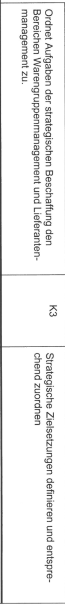 Ordnet Aufgaben der strategischen Beschaffung den
Bereichen Warengruppenmanagement und Lieferanten-
management zu.
K3
Strategische Zielsetzungen definieren und entspre-
chend zuordnen